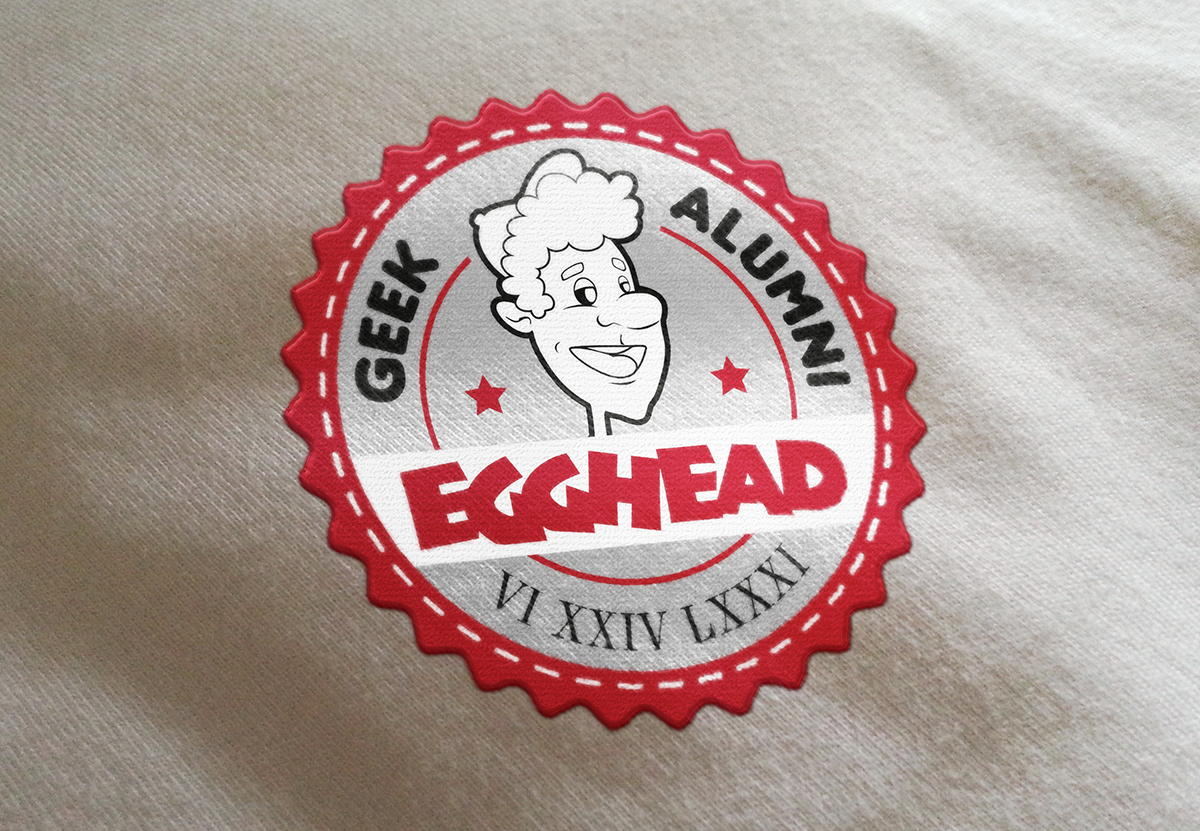 GEEK ALUMNI
EGGHEAD
VI XXIV LXXXI